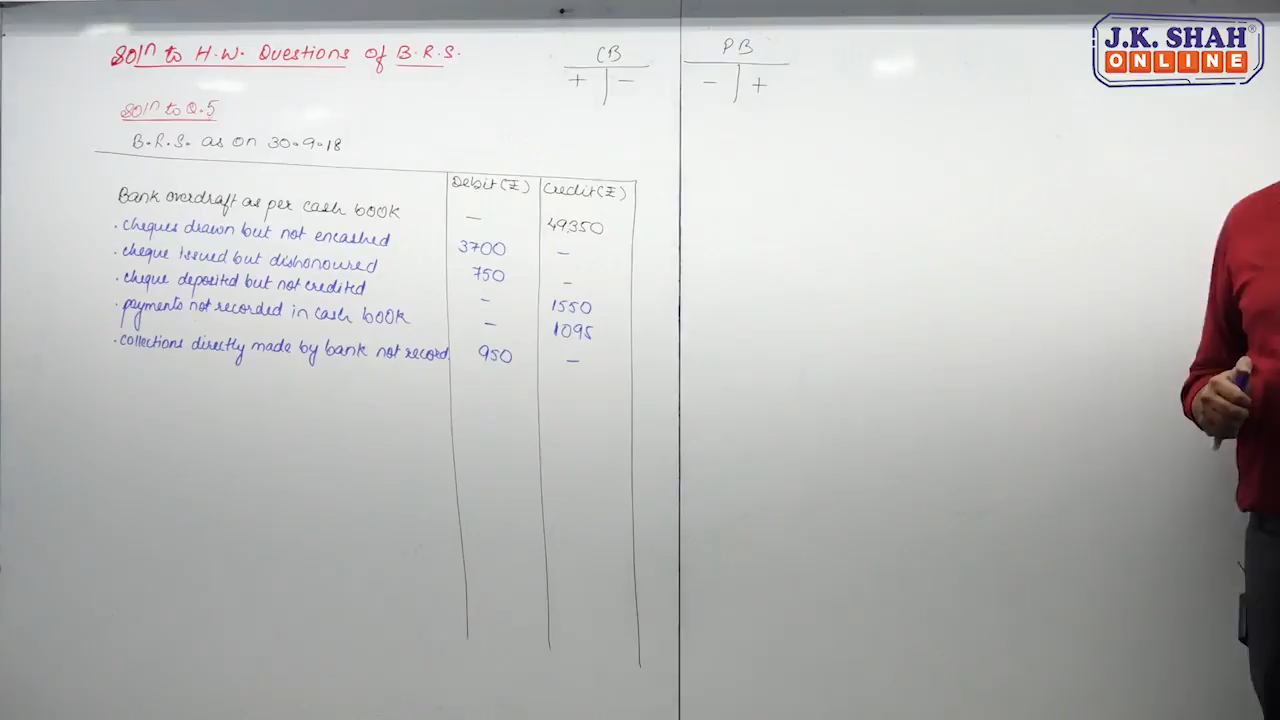 Soln to H.W. Questions of B.R.S.
CB
+ | -
PB
- | +
J.K. SHAH®
ONLINE
Soln to Q.5
B.R.S. as on 30.9.18
Debit(₹) Credit(₹)
Bank overdraft as per cash book — 49350
. cheques drawn but not encashed 3700 —
. cheque Issued but dishonoured 750 —
. cheque deposited but not credited - 1550
. payments not recorded in cash book - 1095
. collections directly made by bank not record 950 —